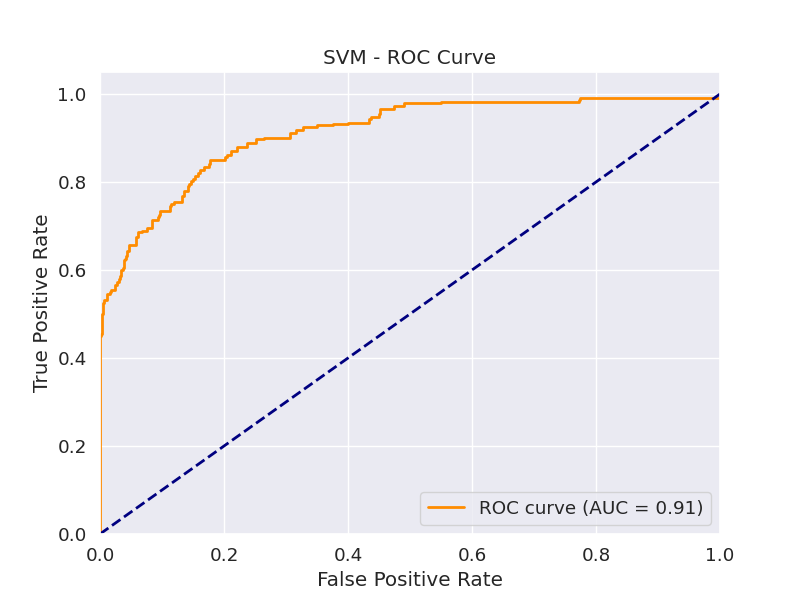 SVM - ROC Curve
1.0
0.8
0.6
0.4
0.2
0.0
True Positive Rate
ROC curve (AUC = 0.91)
0.0 0.2 0.4 0.6 0.8 1.0
False Positive Rate